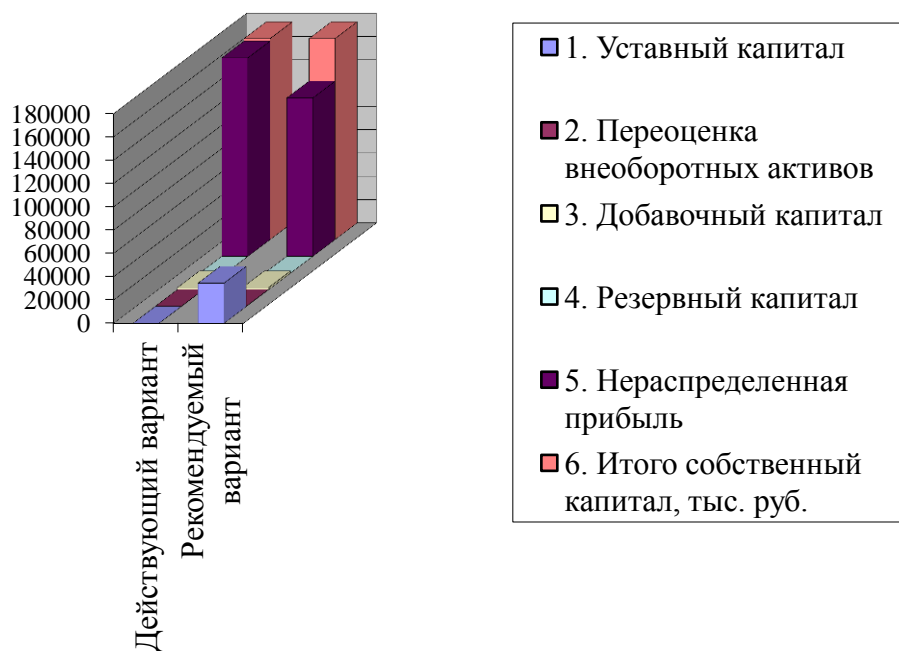 180000
160000
140000
120000
100000
80000
60000
40000
20000
0
Действующий вариант
Рекомендуемый
вариант
1. Уставный капитал
2. Переоценка
внеоборотных активов
3. Добавочный капитал
4. Резервный капитал
5. Нераспределенная
прибыль
6. Итого собственный
капитал, тыс. руб.